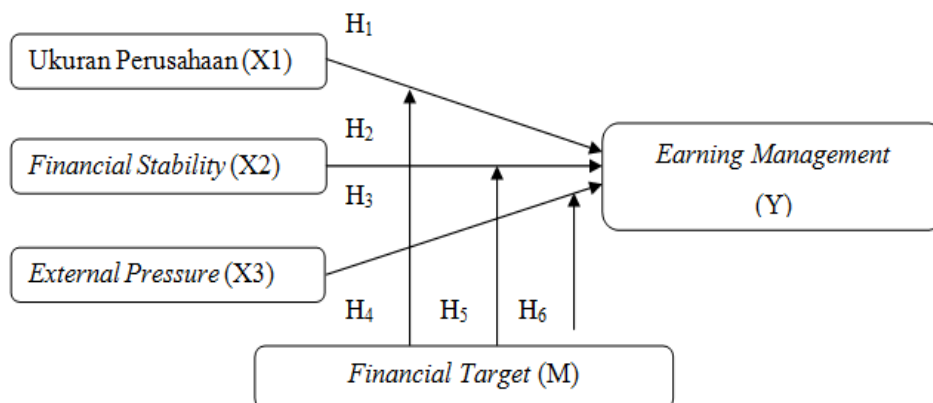 H₁
Ukuran Perusahaan (X1)
H₂
Financial Stability (X2)
Earning Management
(Y)
H₃
External Pressure (X3)
H₄ H₅ H₆
Financial Target (M)